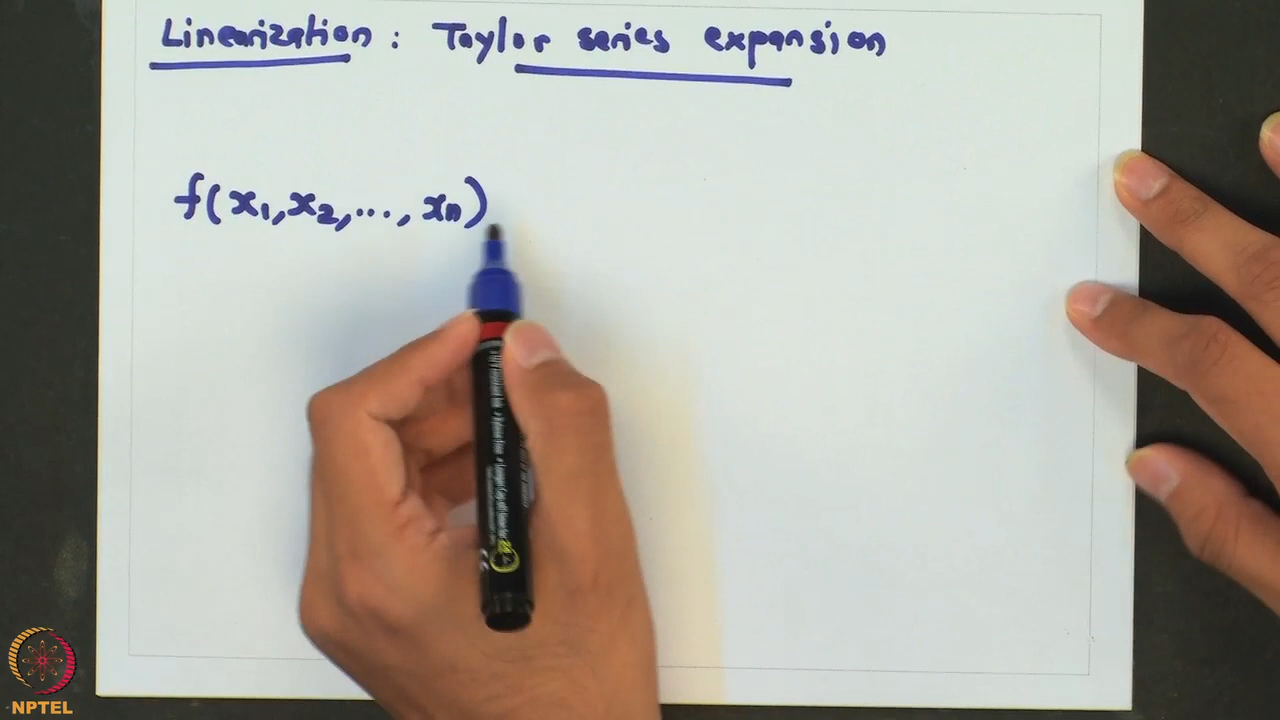 Linearization : Taylor series expansion
f(x₁, x₂, ..., xₙ)
NPTEL